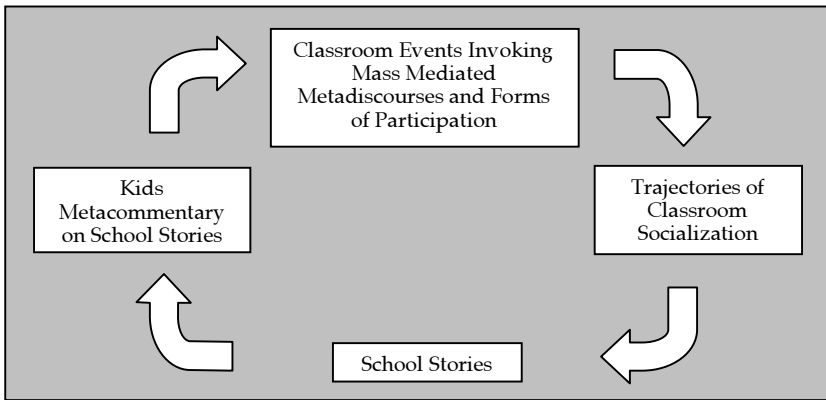 Classroom Events Invoking
Mass Mediated
Metadiscourses and Forms
of Participation
Trajectories of
Classroom
Socialization
School Stories
Kids
Metacommentary
on School Stories